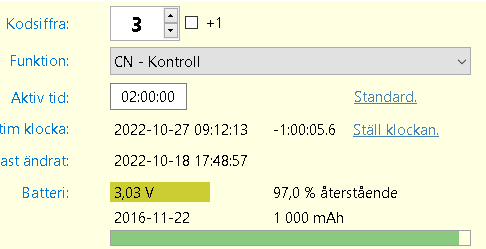 Kodsiffra: 3 +1
Funktion: CN - Kontroll
Aktiv tid: 02:00:00 Standard.
tim klocka: 2022-10-27 09:12:13 -1:00:05.6 Ställ klockan.
ast ändrat: 2022-10-18 17:48:57
Batteri: 3,03 V 97,0 % återstående
2016-11-22 1 000 mAh